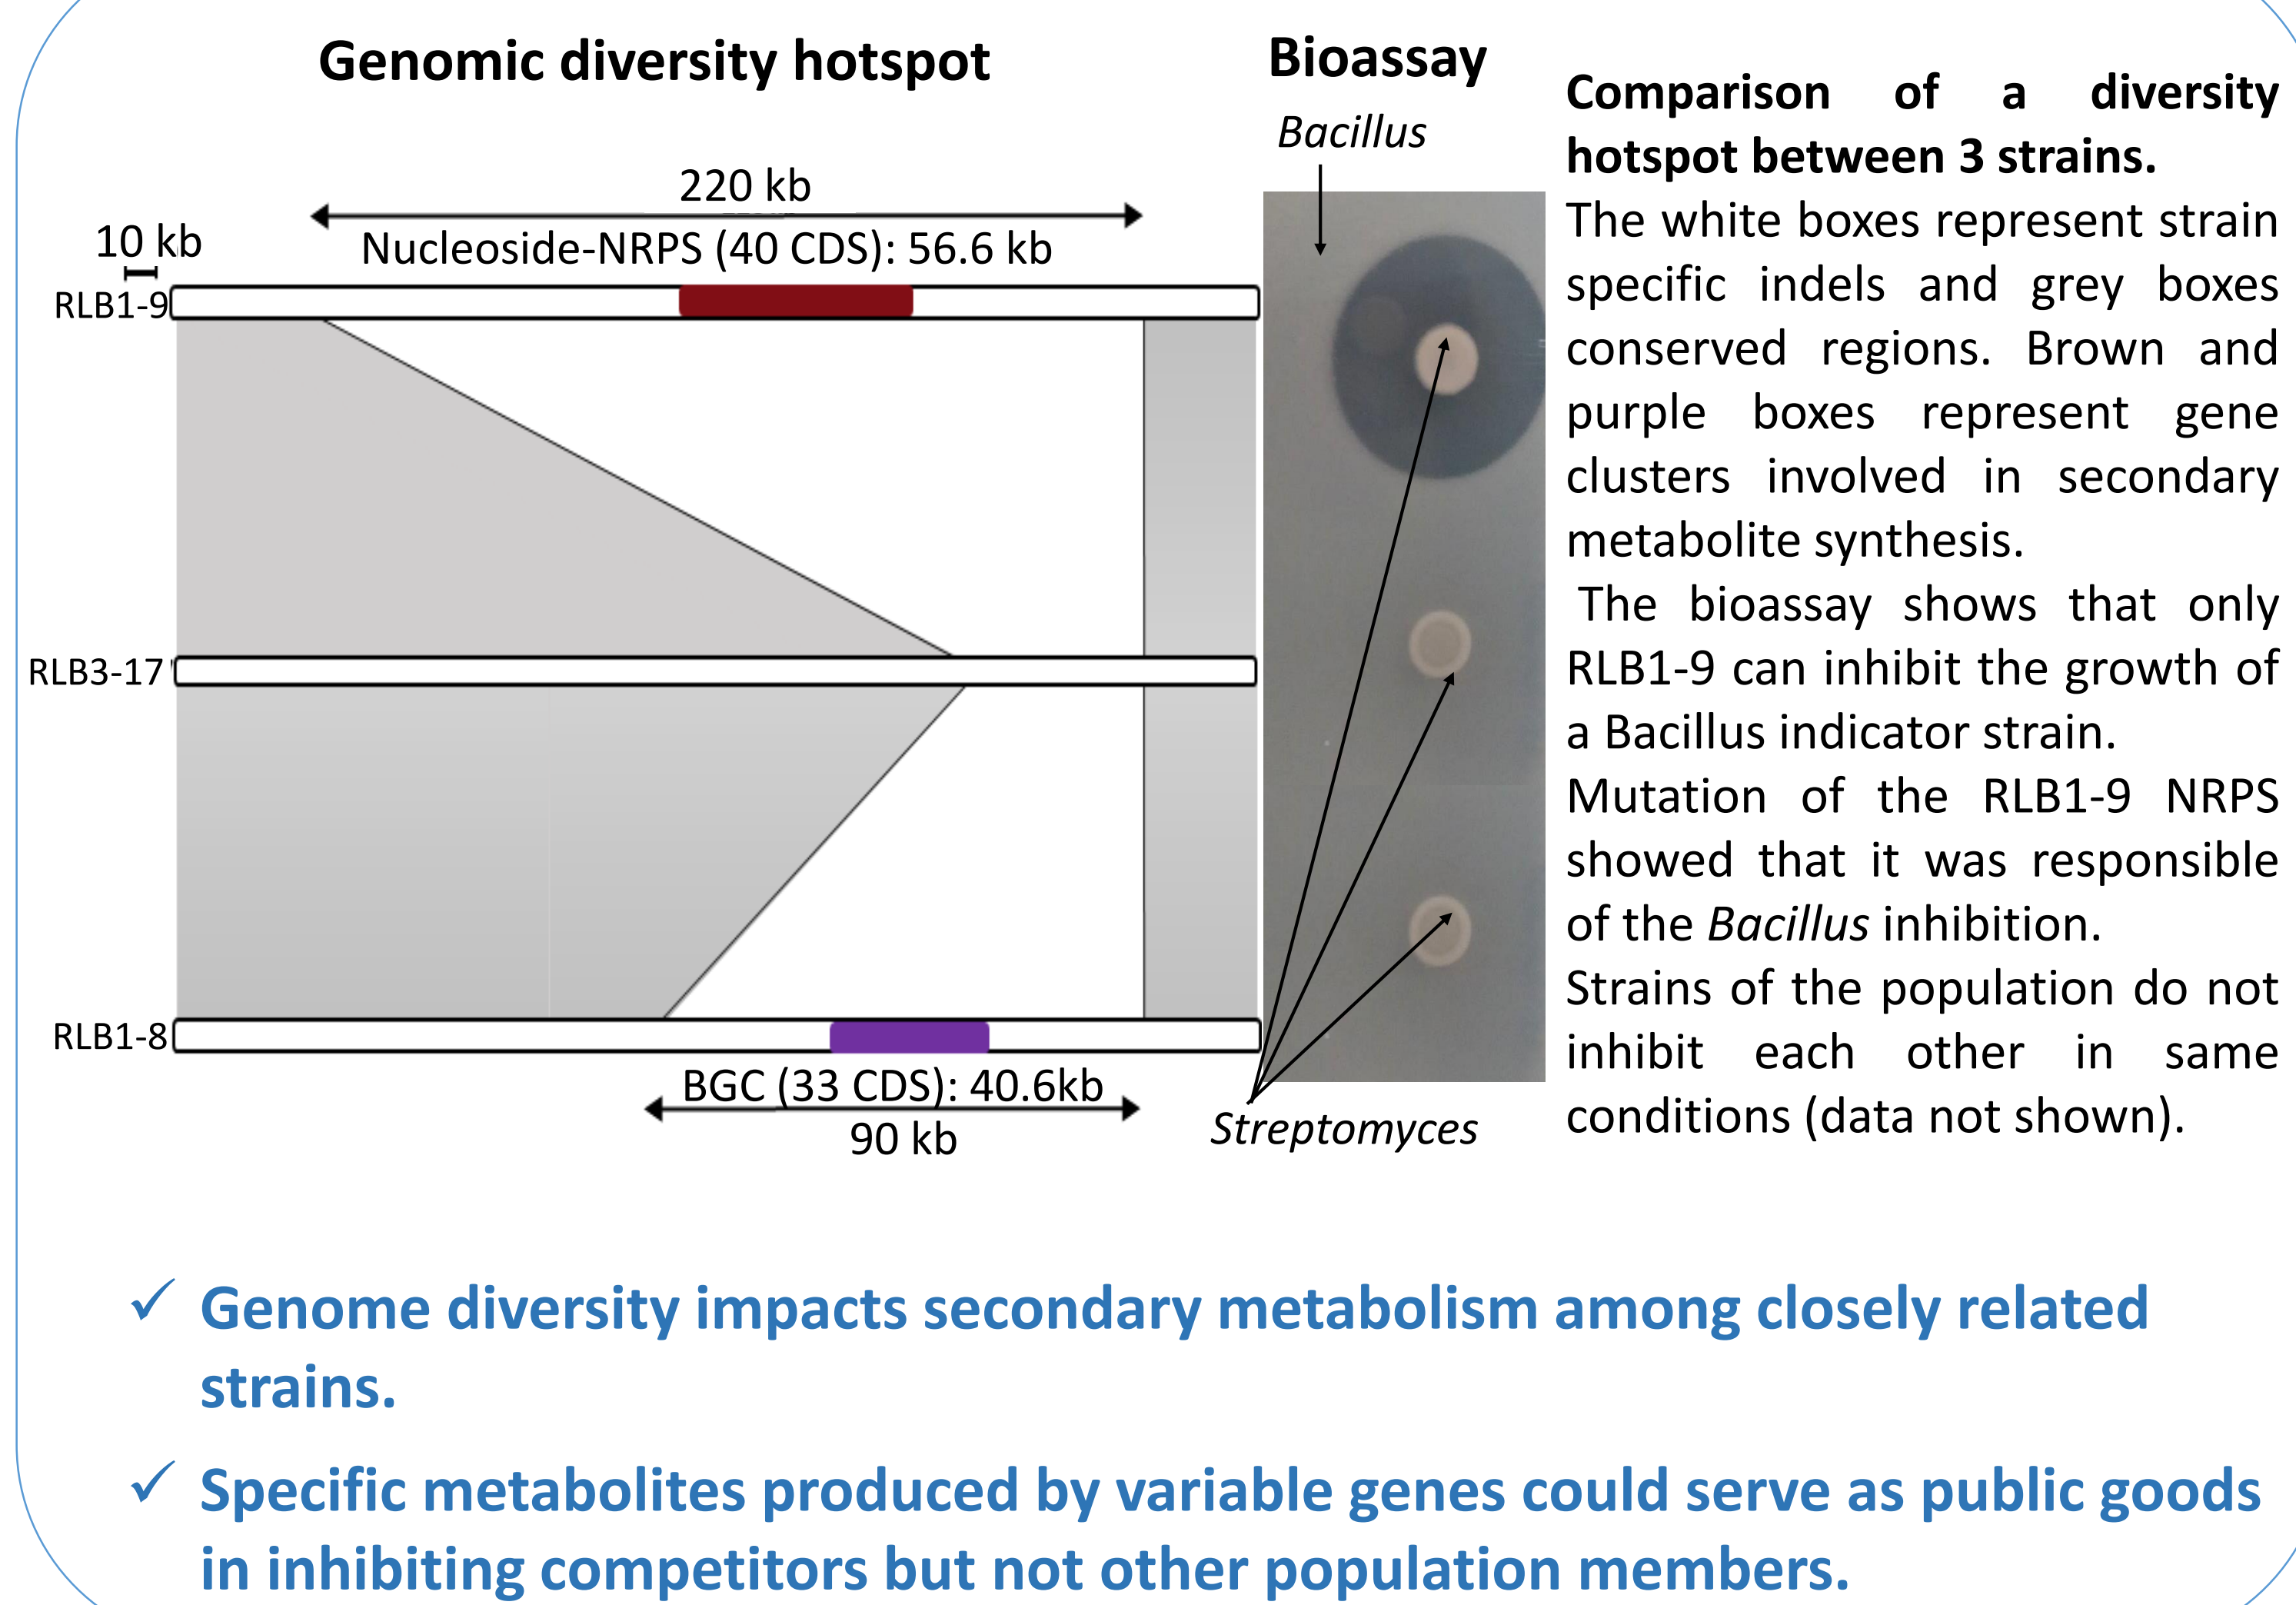 Genomic diversity hotspot
Bioassay
Bacillus
220 kb
10 kb
Nucleoside-NRPS (40 CDS): 56.6 kb
RLB1-9
RLB3-17
RLB1-8
BGC (33 CDS): 40.6kb
90 kb
Streptomyces
Comparison of a diversity
hotspot between 3 strains.
The white boxes represent strain
specific indels and grey boxes
conserved regions. Brown and
purple boxes represent gene
clusters involved in secondary
metabolite synthesis.
The bioassay shows that only
RLB1-9 can inhibit the growth of
a Bacillus indicator strain.
Mutation of the RLB1-9 NRPS
showed that it was responsible
of the Bacillus inhibition.
Strains of the population do not
inhibit each other in same
conditions (data not shown).
✓ Genome diversity impacts secondary metabolism among closely related
strains.
✓ Specific metabolites produced by variable genes could serve as public goods
in inhibiting competitors but not other population members.